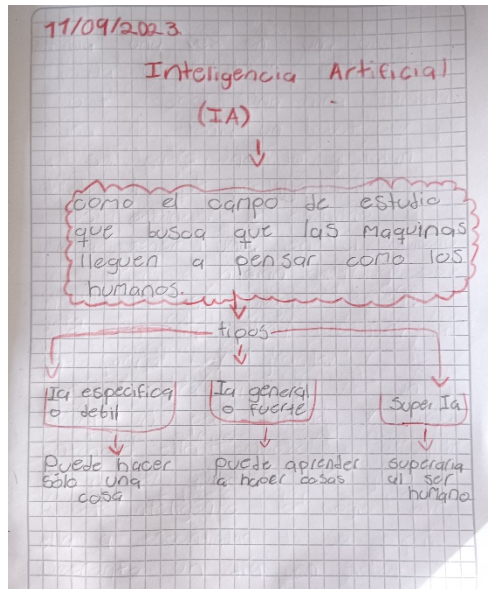 11/09/2023
Inteligencia Artificial
(IA)
como el campo de estudio
que busca que las maquinas
lleguen a pensar como los
humanos.
tipos
Ia especifica
o debil
Ia general
o fuerte
Super Ia
Puede hacer
sólo una
cosa
puede aprender
a hacer cosas
superaria
al ser
humano